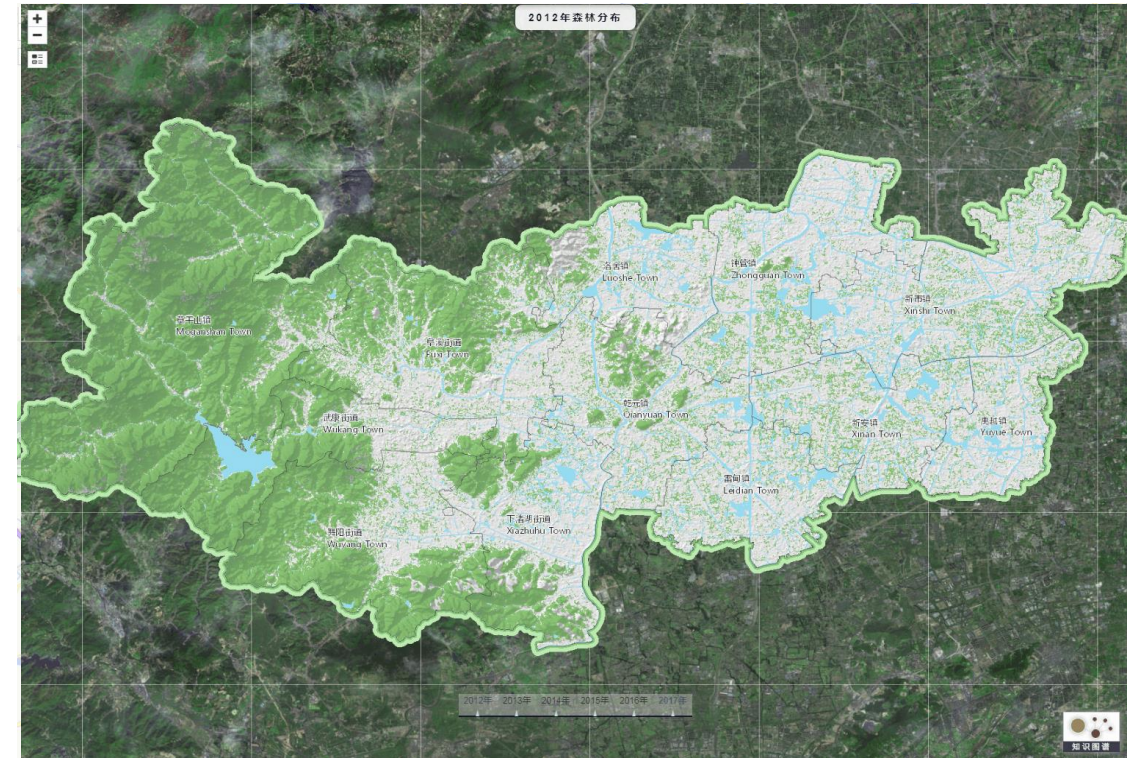 +
−
2012年森林分布
洛舍镇
Luoshe Town
钟管镇
Zhongguan Town
新市镇
Xinshi Town
莫干山镇
Moganshan Town
阜溪街道
Fuxi Town
武康街道
Wukang Town
乾元镇
Qianyuan Town
新安镇
Xinan Town
禹越镇
Yuyue Town
雷甸镇
Leidian Town
下渚湖街道
Xiazhuhu Town
舞阳街道
Wuyang Town
2012年 2013年 2014年 2015年 2016年 2017年
知识图谱